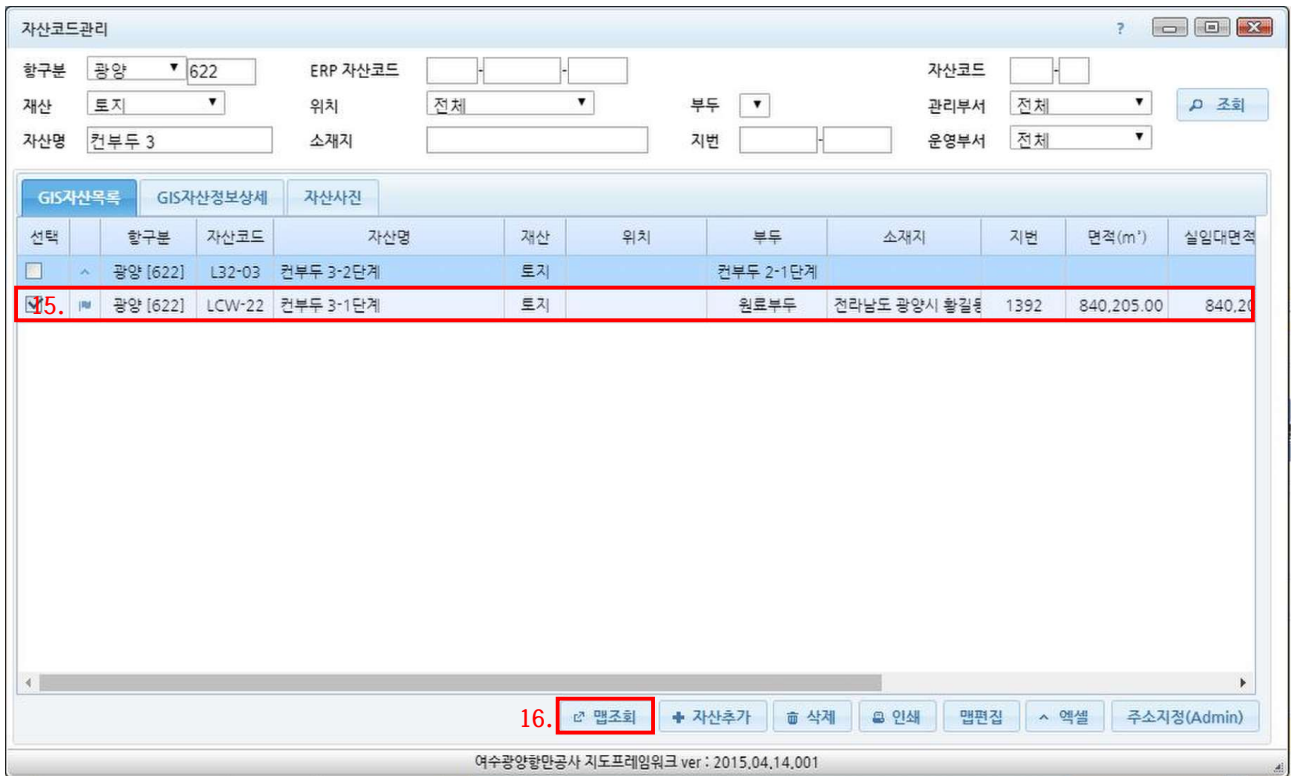 자산코드관리 ?
항구분 광양 622 ERP 자산코드 - - 자산코드 -
재산 토지 위치 전체 부두 관리부서 전체 조회
자산명 컨부두 3 소재지 지번 - 운영부서 전체
GIS자산목록 GIS자산정보상세 자산사진
선택 항구분 자산코드 자산명 재산 위치 부두 소재지 지번 면적(m²) 실임대면적
광양 [622] L32-03 컨부두 3-2단계 토지 컨부두 2-1단계
15. 광양 [622] LCW-22 컨부두 3-1단계 토지 원료부두 전라남도 광양시 황길동 1392 840,205.00 840,20
16. 맵조회 자산추가 삭제 인쇄 맵편집 엑셀 주소지정(Admin)
여수광양항만공사 지도프레임워크 ver : 2015.04.14.001